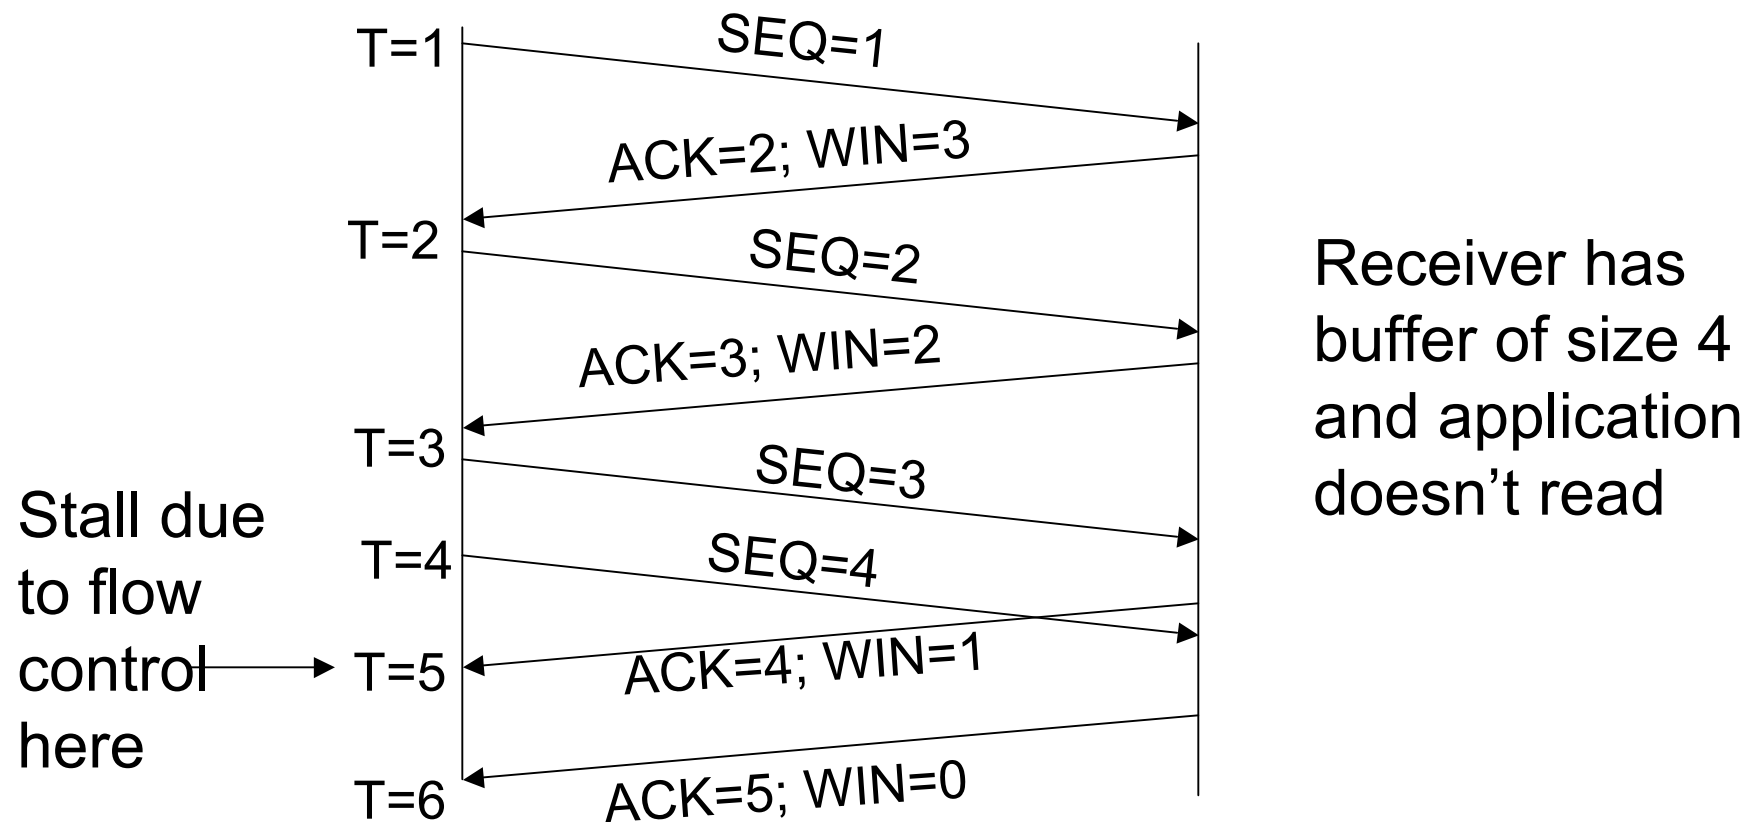 T=1
SEQ=1
ACK=2; WIN=3
T=2
SEQ=2
ACK=3; WIN=2
T=3
SEQ=3
T=4
SEQ=4
T=5
ACK=4; WIN=1
T=6
ACK=5; WIN=0
Stall due
to flow
control
here
Receiver has
buffer of size 4
and application
doesn’t read